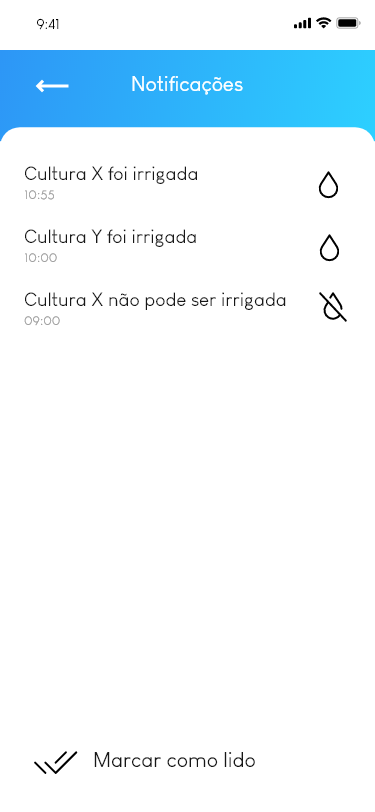 9:41
Notificações
Cultura X foi irrigada
10:55
Cultura Y foi irrigada
10:00
Cultura X não pode ser irrigada
09:00
Marcar como lido